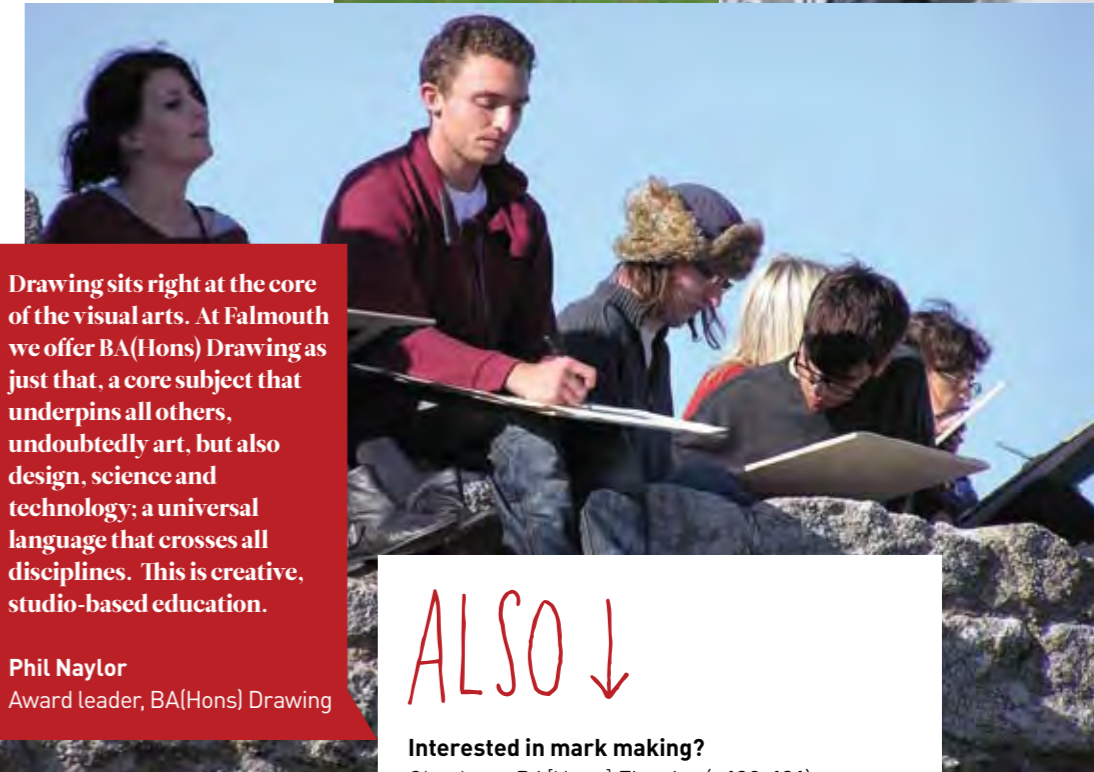 Drawing sits right at the core
of the visual arts. At Falmouth
we offer BA(Hons) Drawing as
just that, a core subject that
underpins all others,
undoubtedly art, but also
design, science and
technology; a universal
language that crosses all
disciplines. This is creative,
studio-based education.
Phil Naylor
Award leader, BA(Hons) Drawing
ALSO ↓
Interested in mark making?